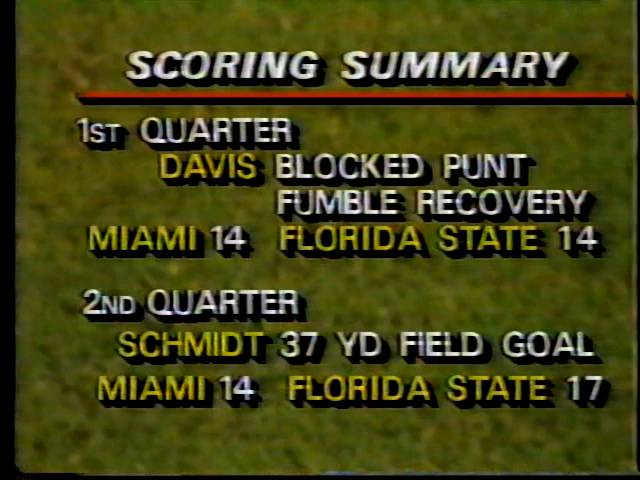 SCORING SUMMARY
1ST QUARTER
DAVIS BLOCKED PUNT
FUMBLE RECOVERY
MIAMI 14 FLORIDA STATE 14
2ND QUARTER
SCHMIDT 37 YD FIELD GOAL
MIAMI 14 FLORIDA STATE 17